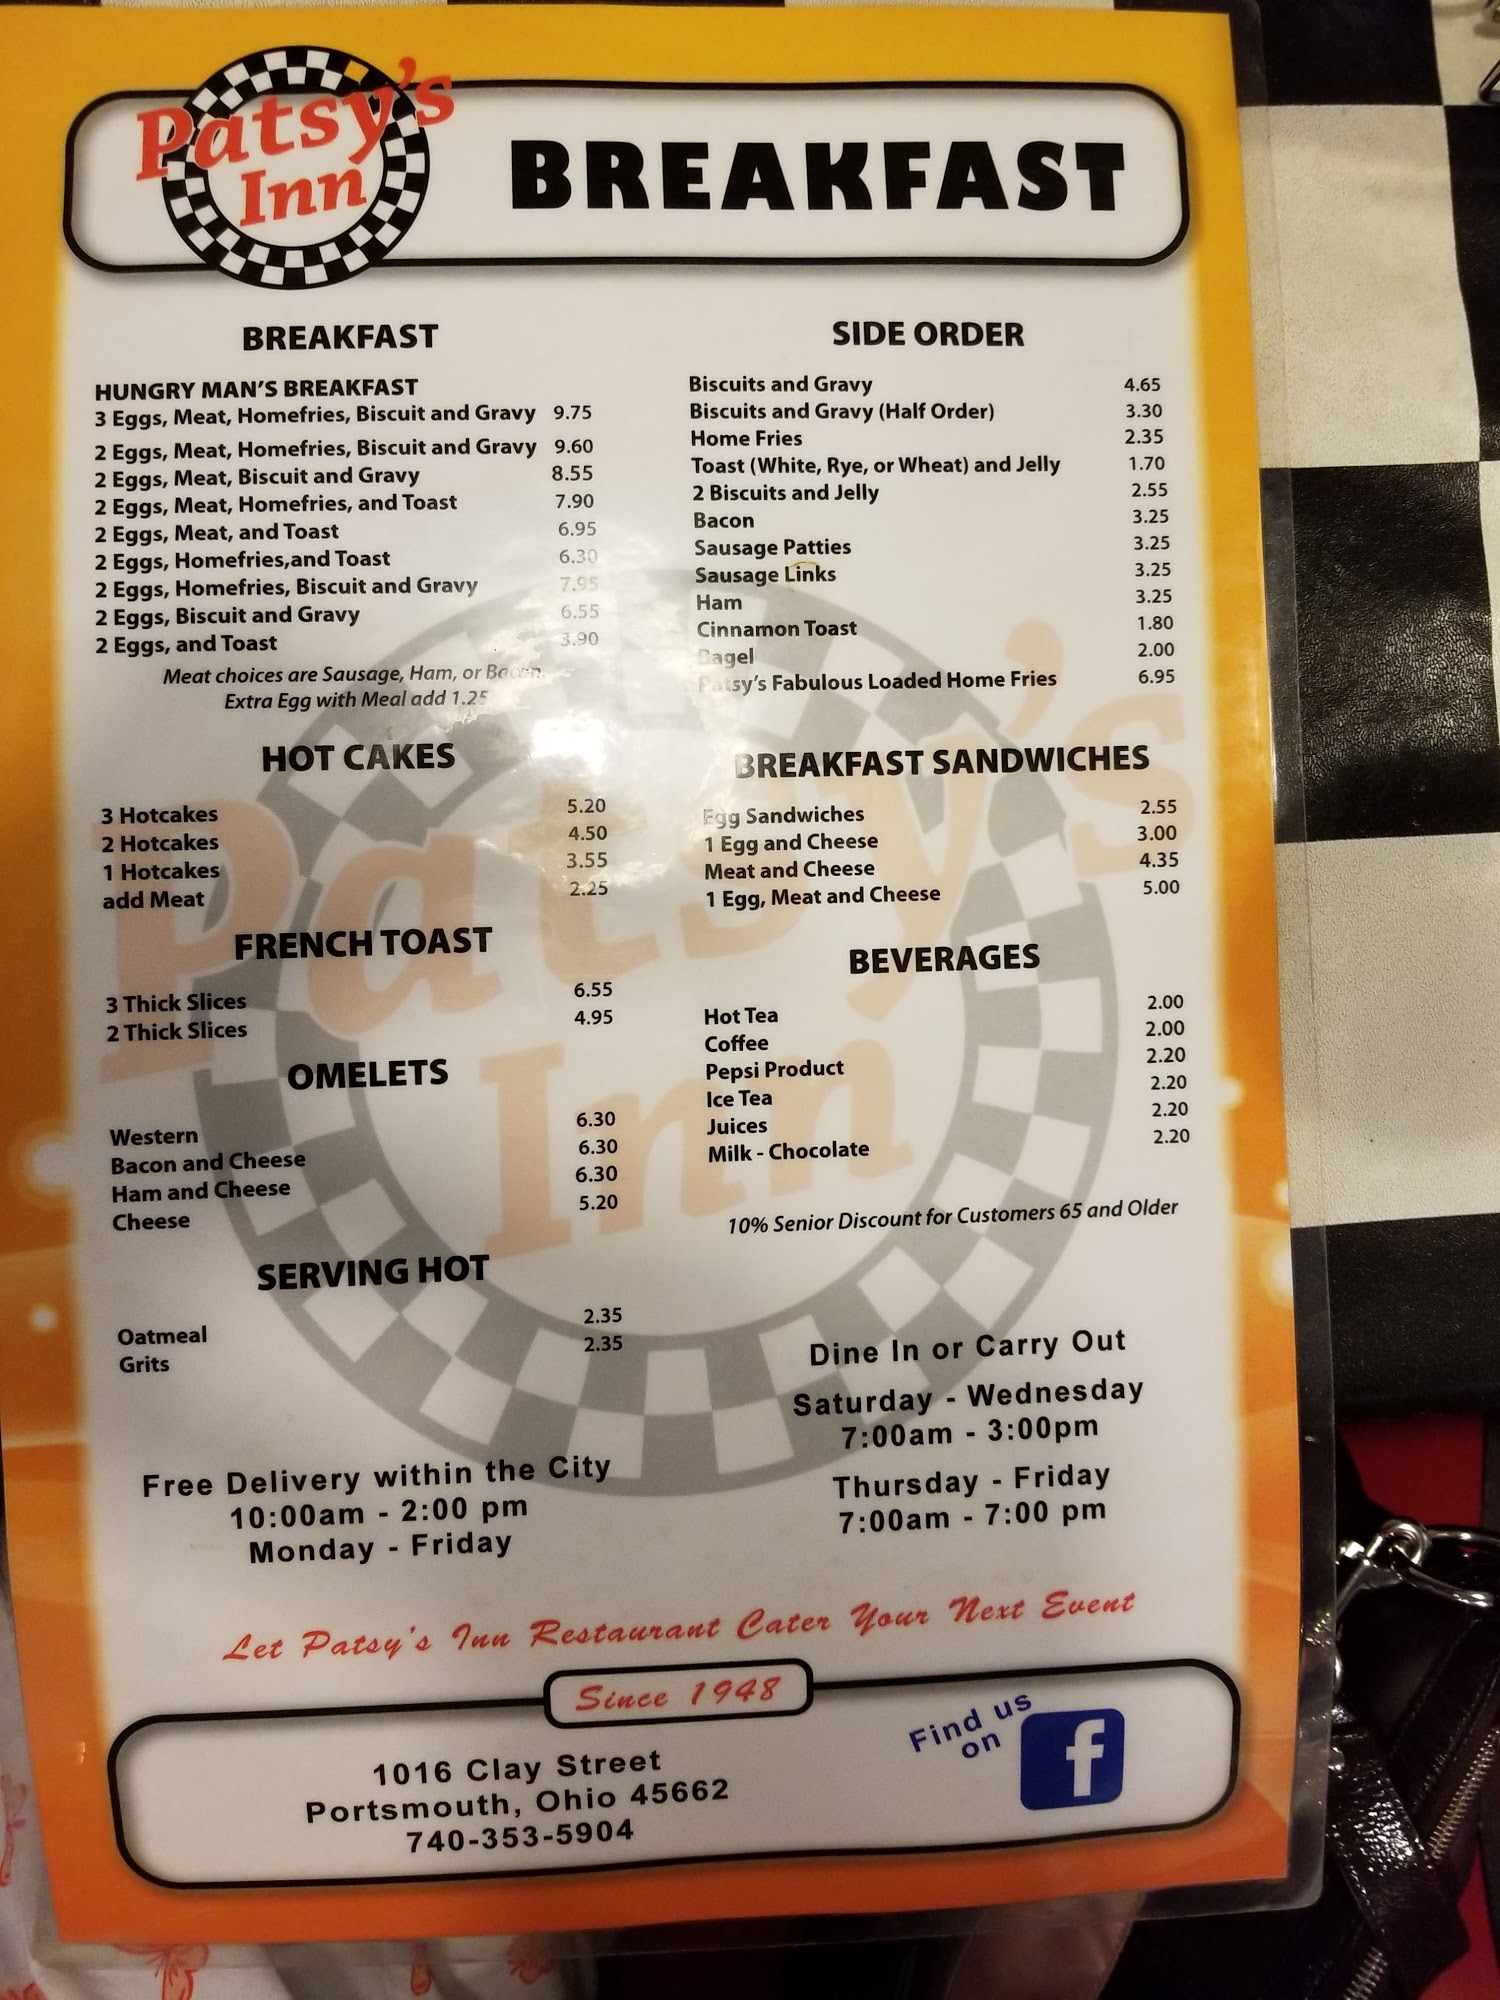 Patsy's
Inn
BREAKFAST
BREAKFAST
HUNGRY MAN'S BREAKFAST
3 Eggs, Meat, Homefries, Biscuit and Gravy 9.75
2 Eggs, Meat, Homefries, Biscuit and Gravy 9.60
2 Eggs, Meat, Biscuit and Gravy 8.55
2 Eggs, Meat, Homefries, and Toast 7.90
2 Eggs, Meat, and Toast 6.95
2 Eggs, Homefries,and Toast 6.30
2 Eggs, Homefries, Biscuit and Gravy 7.95
2 Eggs, Biscuit and Gravy 6.55
2 Eggs, and Toast 3.90
Meat choices are Sausage, Ham, or Bacon.
Extra Egg with Meal add 1.25
HOT CAKES
3 Hotcakes 5.20
2 Hotcakes 4.50
1 Hotcakes 3.55
add Meat 2.25
FRENCH TOAST
3 Thick Slices 6.55
2 Thick Slices 4.95
OMELETS
Western 6.30
Bacon and Cheese 6.30
Ham and Cheese 6.30
Cheese 5.20
SERVING HOT
Oatmeal 2.35
Grits 2.35
Free Delivery within the City
10:00am - 2:00 pm
Monday - Friday
SIDE ORDER
Biscuits and Gravy 4.65
Biscuits and Gravy (Half Order) 3.30
Home Fries 2.35
Toast (White, Rye, or Wheat) and Jelly 1.70
2 Biscuits and Jelly 2.55
Bacon 3.25
Sausage Patties 3.25
Sausage Links 3.25
Ham 3.25
Cinnamon Toast 1.80
Bagel 2.00
Patsy's Fabulous Loaded Home Fries 6.95
BREAKFAST SANDWICHES
Egg Sandwiches 2.55
1 Egg and Cheese 3.00
Meat and Cheese 4.35
1 Egg, Meat and Cheese 5.00
BEVERAGES
Hot Tea 2.00
Coffee 2.00
Pepsi Product 2.20
Ice Tea 2.20
Juices 2.20
Milk - Chocolate 2.20
10% Senior Discount for Customers 65 and Older
Dine In or Carry Out
Saturday - Wednesday
7:00am - 3:00pm
Thursday - Friday
7:00am - 7:00 pm
Patsy's
Inn
Let Patsy's Inn Restaurant Cater Your Next Event
Since 1948
1016 Clay Street
Portsmouth, Ohio 45662
740-353-5904
Find us
on
f